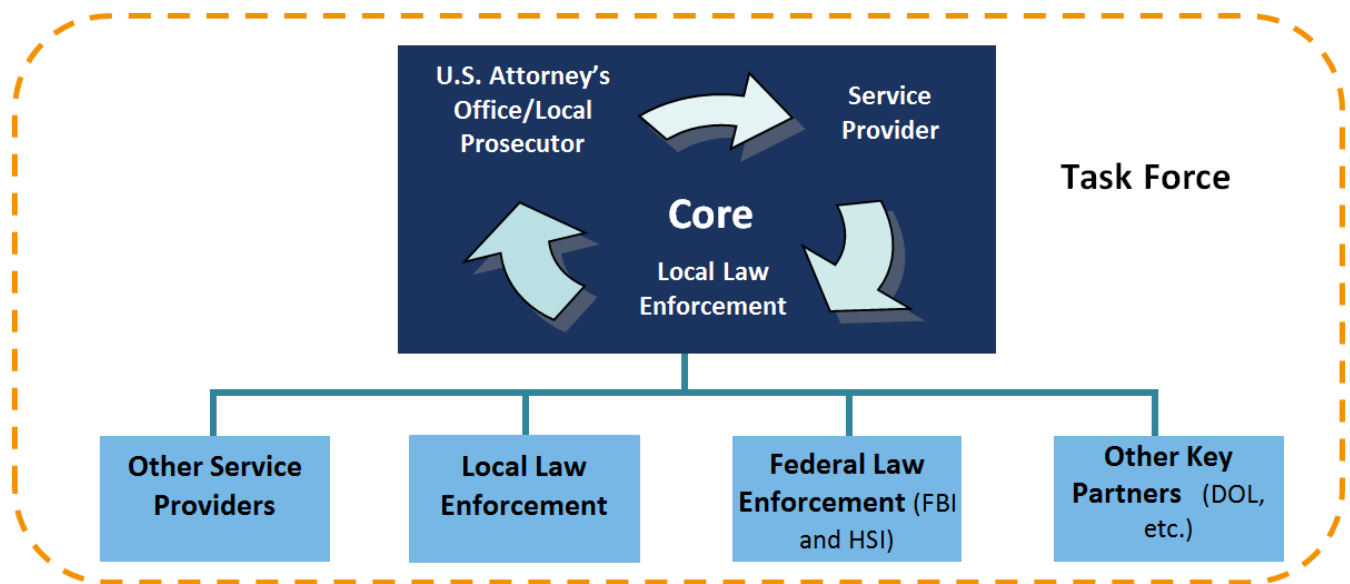 U.S. Attorney's
Office/Local
Prosecutor
Service
Provider
Task Force
Core
Local Law
Enforcement
Other Service
Providers
Local Law
Enforcement
Federal Law
Enforcement (FBI
and HSI)
Other Key
Partners (DOL,
etc.)